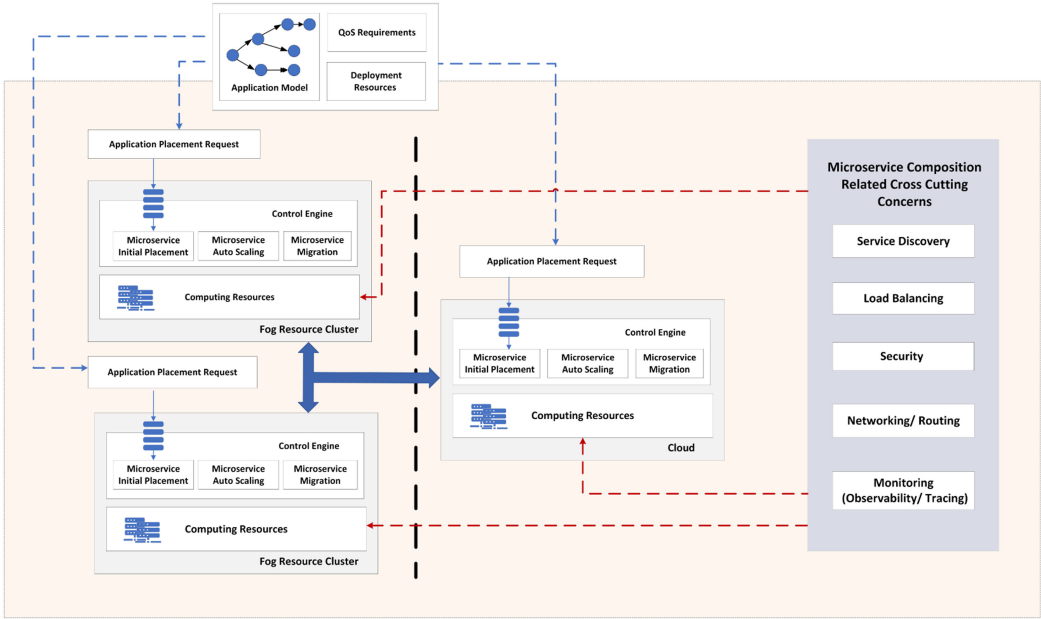 QoS Requirements
Application Model
Deployment
Resources
Application Placement Request
Control Engine
Microservice
Initial Placement
Microservice
Auto Scaling
Microservice
Migration
Computing Resources
Fog Resource Cluster
Application Placement Request
Control Engine
Microservice
Initial Placement
Microservice
Auto Scaling
Microservice
Migration
Computing Resources
Fog Resource Cluster
Application Placement Request
Control Engine
Microservice
Initial Placement
Microservice
Auto Scaling
Microservice
Migration
Computing Resources
Cloud
Microservice Composition
Related Cross Cutting
Concerns
Service Discovery
Load Balancing
Security
Networking/ Routing
Monitoring
(Observability/ Tracing)